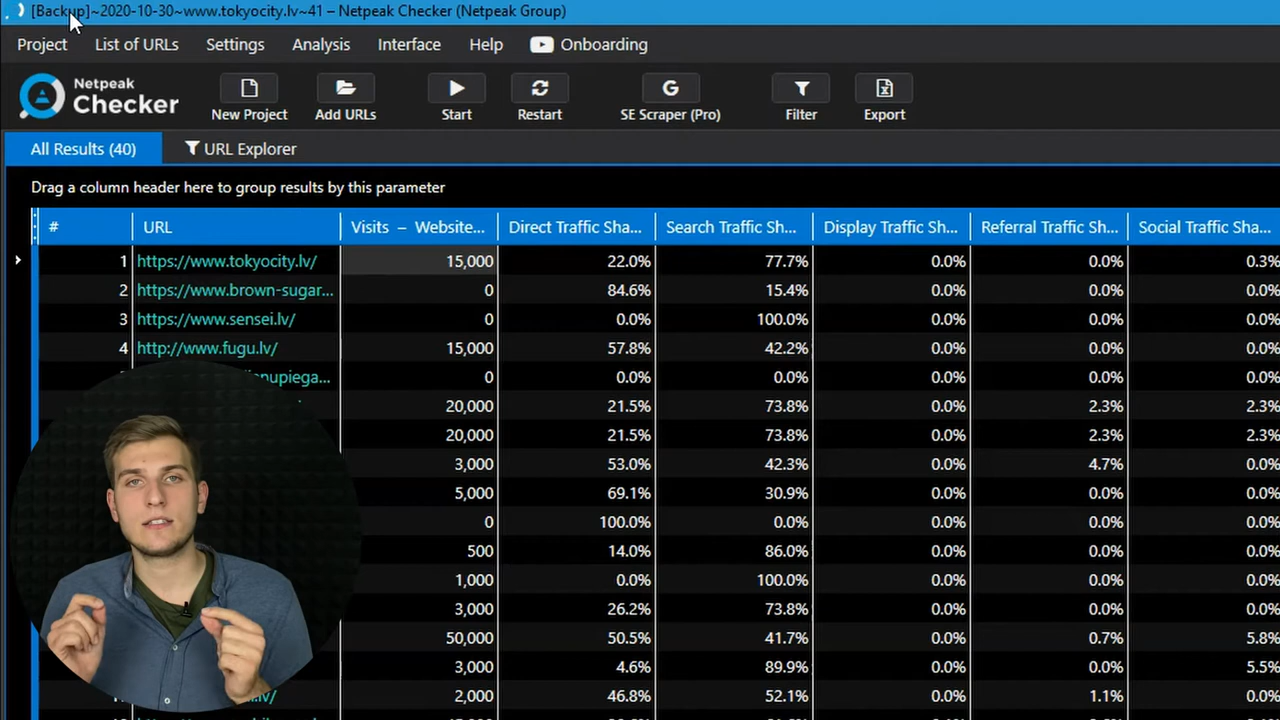 [Backup]~2020-10-30~www.tokyocity.lv~41 – Netpeak Checker (Netpeak Group)
Project List of URLs Settings Analysis Interface Help Onboarding
Netpeak Checker
New Project Add URLs Start Restart SE Scraper (Pro) Filter Export
All Results (40) URL Explorer
Drag a column header here to group results by this parameter
# URL Visits – Website... Direct Traffic Sha... Search Traffic Sh... Display Traffic Sh... Referral Traffic Sh... Social Traffic Sha...
1 https://www.tokyocity.lv/ 15,000 22.0% 77.7% 0.0% 0.0% 0.3%
2 https://www.brown-sugar... 0 84.6% 15.4% 0.0% 0.0% 0.0%
3 https://www.sensei.lv/ 0 0.0% 100.0% 0.0% 0.0% 0.0%
4 http://www.fugu.lv/ 15,000 57.8% 42.2% 0.0% 0.0% 0.0%
nupiega... 0 0.0% 0.0% 0.0% 0.0% 0.0%
20,000 21.5% 73.8% 0.0% 2.3% 2.3%
20,000 21.5% 73.8% 0.0% 2.3% 2.3%
3,000 53.0% 42.3% 0.0% 4.7% 0.0%
5,000 69.1% 30.9% 0.0% 0.0% 0.0%
0 100.0% 0.0% 0.0% 0.0% 0.0%
500 14.0% 86.0% 0.0% 0.0% 0.0%
1,000 0.0% 100.0% 0.0% 0.0% 0.0%
3,000 26.2% 73.8% 0.0% 0.0% 0.0%
50,000 50.5% 41.7% 0.0% 0.7% 5.8%
3,000 4.6% 89.9% 0.0% 0.0% 5.5%
.lv/ 2,000 46.8% 52.1% 0.0% 1.1% 0.0%